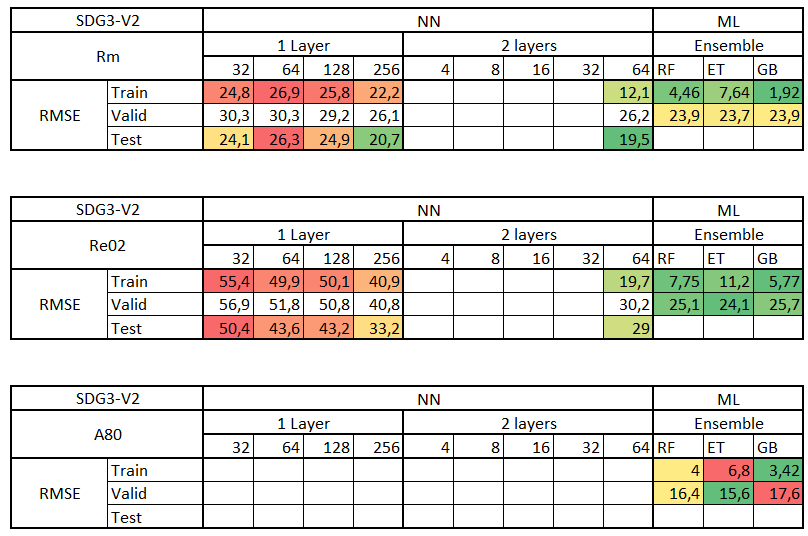 SDG3-V2 NN ML
Rm 1 Layer 2 layers Ensemble
32 64 128 256 4 8 16 32 64 RF ET GB
RMSE Train 24,8 26,9 25,8 22,2 12,1 4,46 7,64 1,92
Valid 30,3 30,3 29,2 26,1 26,2 23,9 23,7 23,9
Test 24,1 26,3 24,9 20,7 19,5
SDG3-V2 NN ML
Re02 1 Layer 2 layers Ensemble
32 64 128 256 4 8 16 32 64 RF ET GB
RMSE Train 55,4 49,9 50,1 40,9 19,7 7,75 11,2 5,77
Valid 56,9 51,8 50,8 40,8 30,2 25,1 24,1 25,7
Test 50,4 43,6 43,2 33,2 29
SDG3-V2 NN ML
A80 1 Layer 2 layers Ensemble
32 64 128 256 4 8 16 32 64 RF ET GB
RMSE Train 4 6,8 3,42
Valid 16,4 15,6 17,6
Test